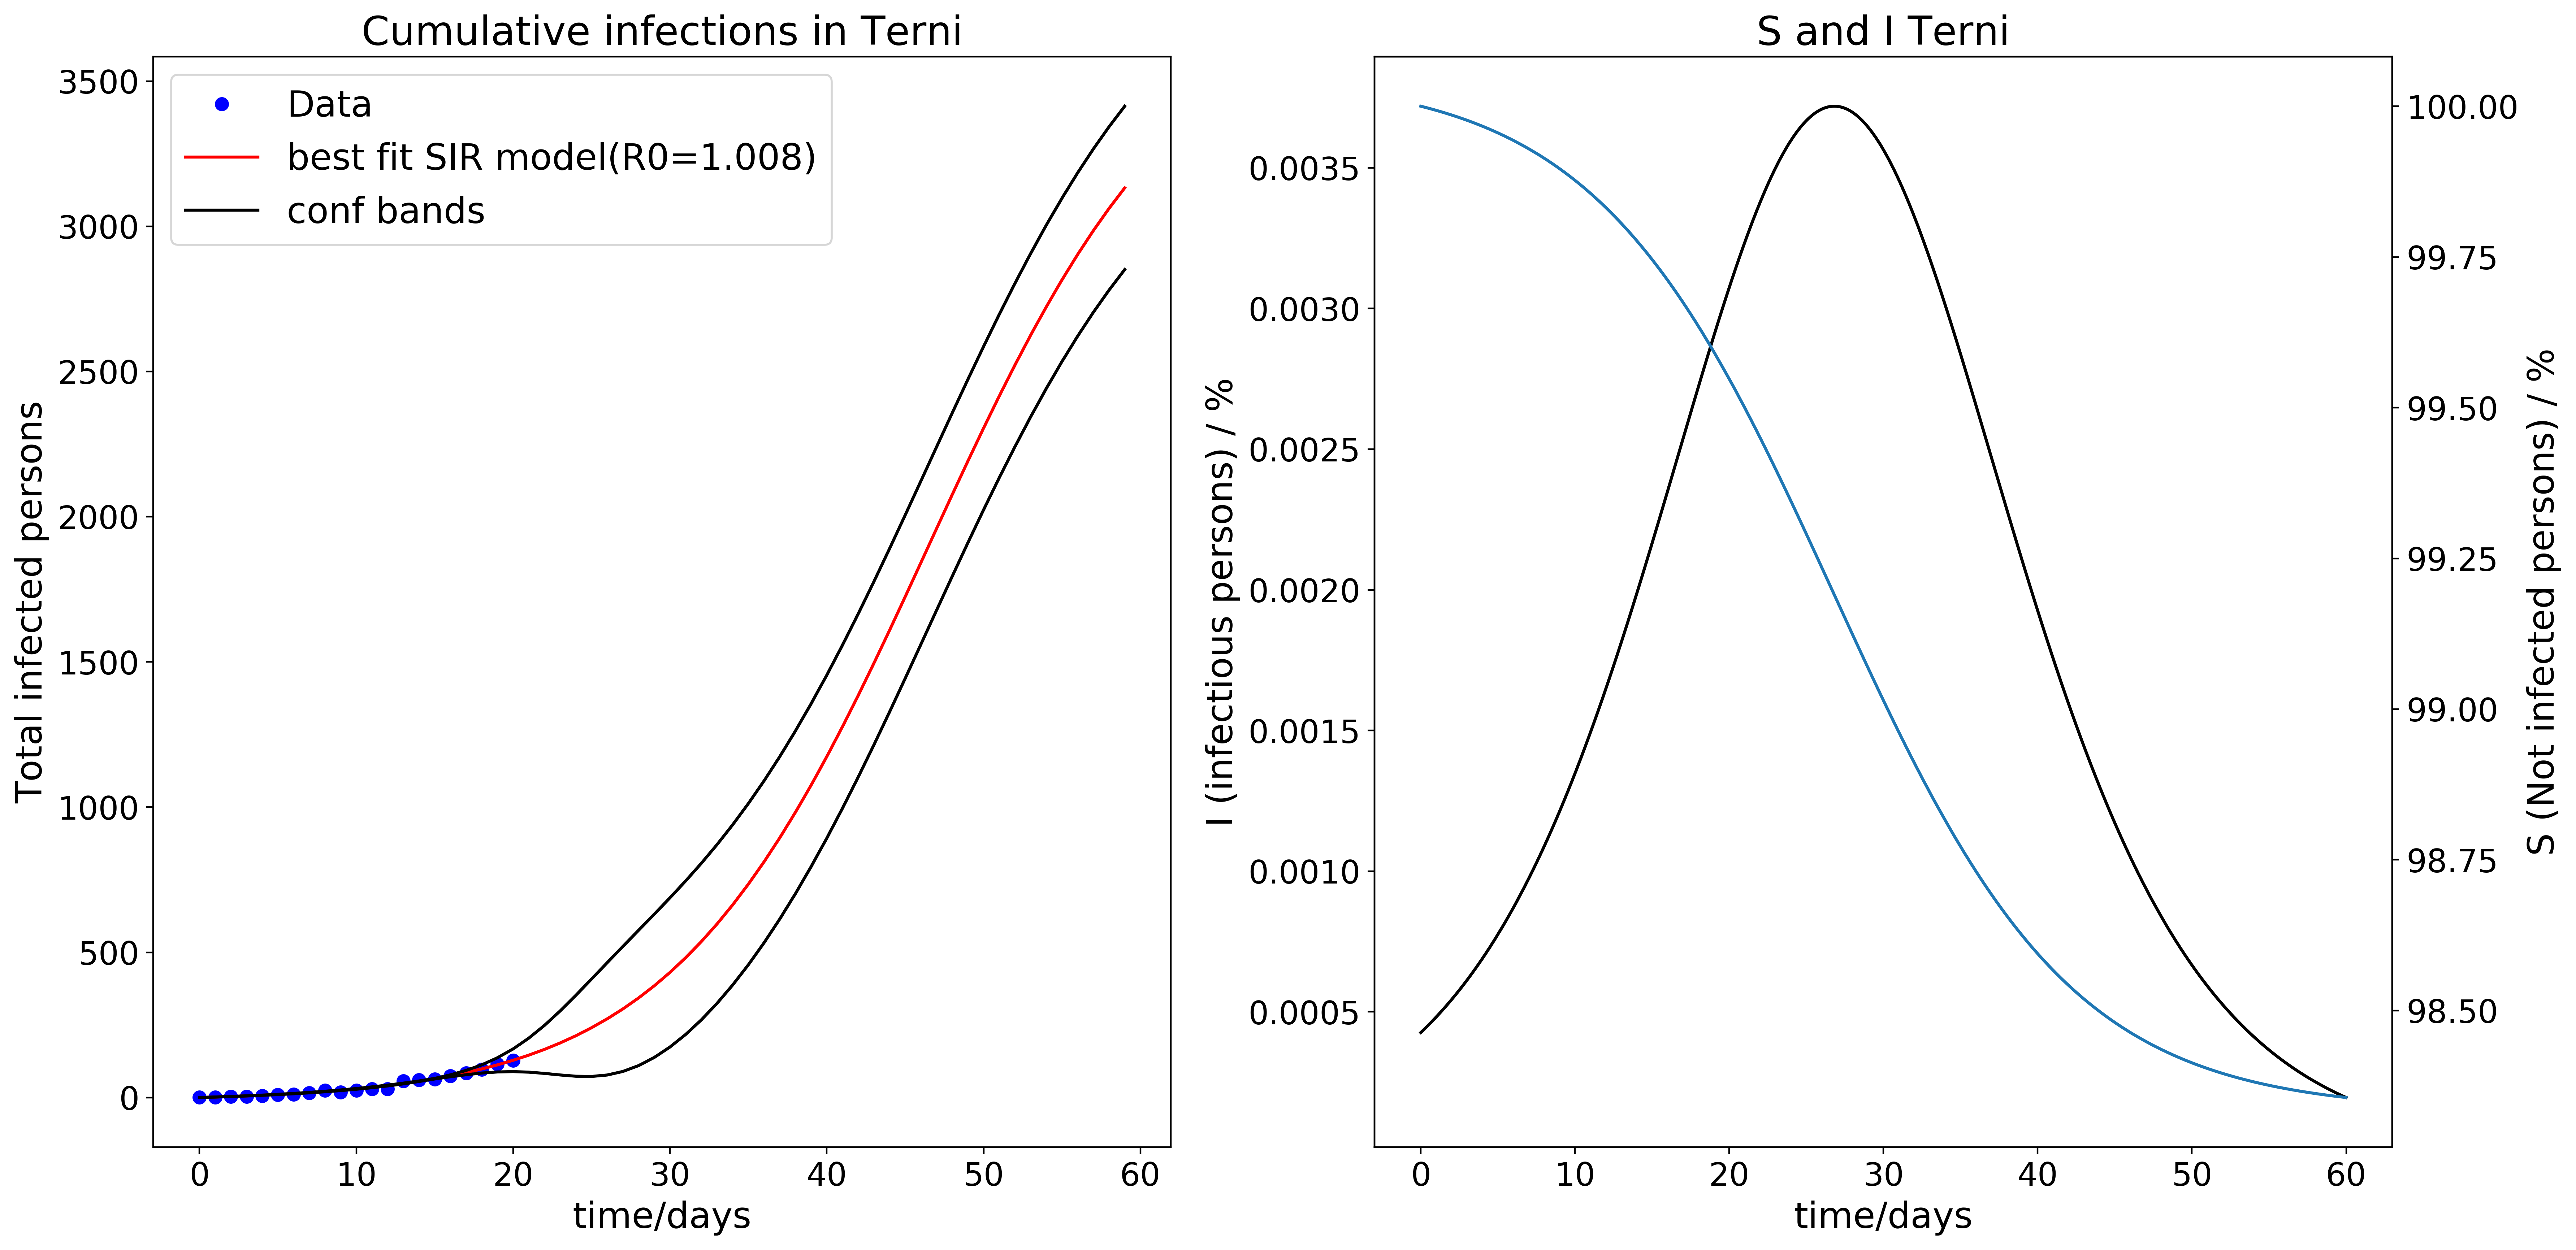 Cumulative infections in Terni
3500
3000
2500
2000
1500
1000
500
0
Total infected persons
Data
best fit SIR model(R0=1.008)
conf bands
0 10 20 30 40 50 60
time/days
S and I Terni
0.0035
0.0030
0.0025
0.0020
0.0015
0.0010
0.0005
I (infectious persons) / %
100.00
99.75
99.50
99.25
99.00
98.75
98.50
S (Not infected persons) / %
0 10 20 30 40 50 60
time/days